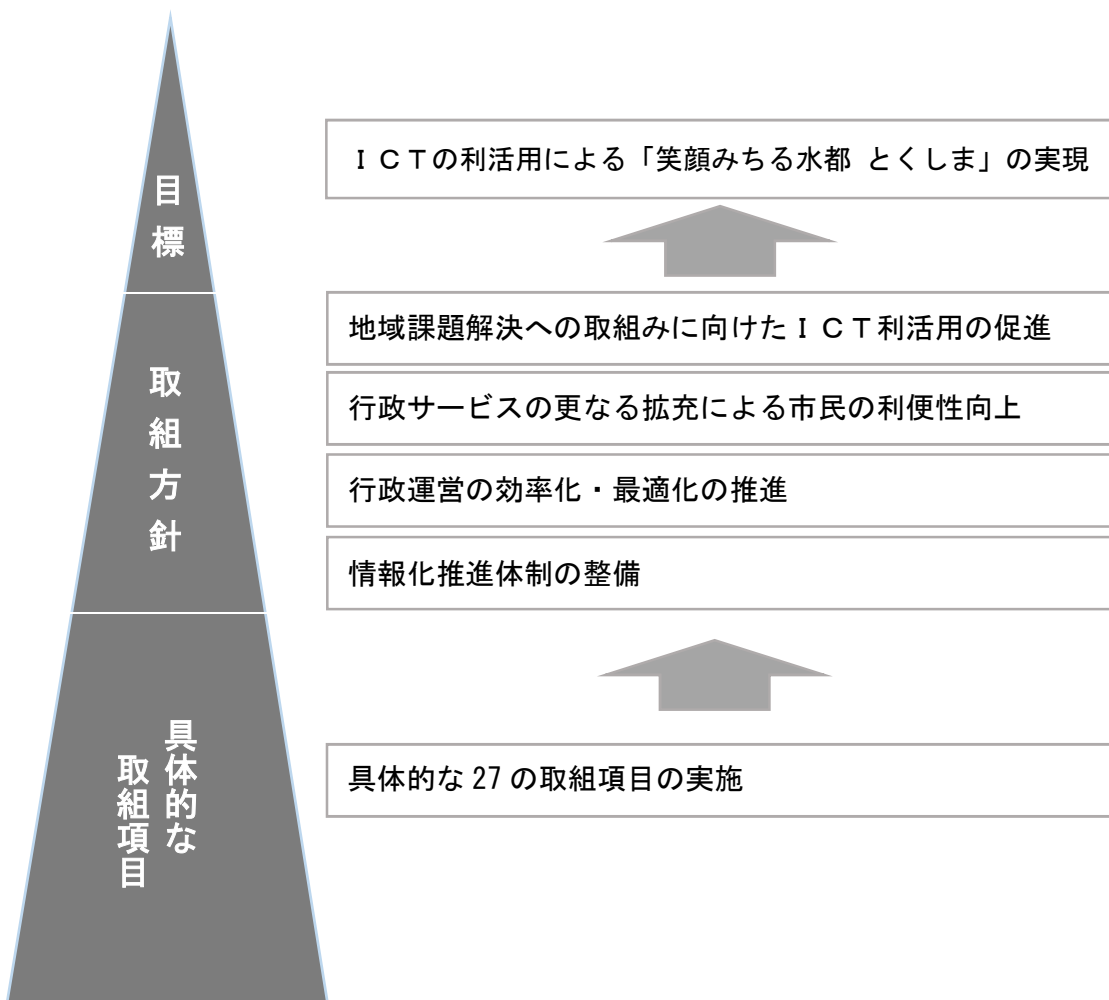 目標
ＩＣＴの利活用による「笑顔みちる水都 とくしま」の実現
取組方針
地域課題解決への取組みに向けたＩＣＴ利活用の促進
行政サービスの更なる拡充による市民の利便性向上
行政運営の効率化・最適化の推進
情報化推進体制の整備
具体的な
取組項目
具体的な 27 の取組項目の実施